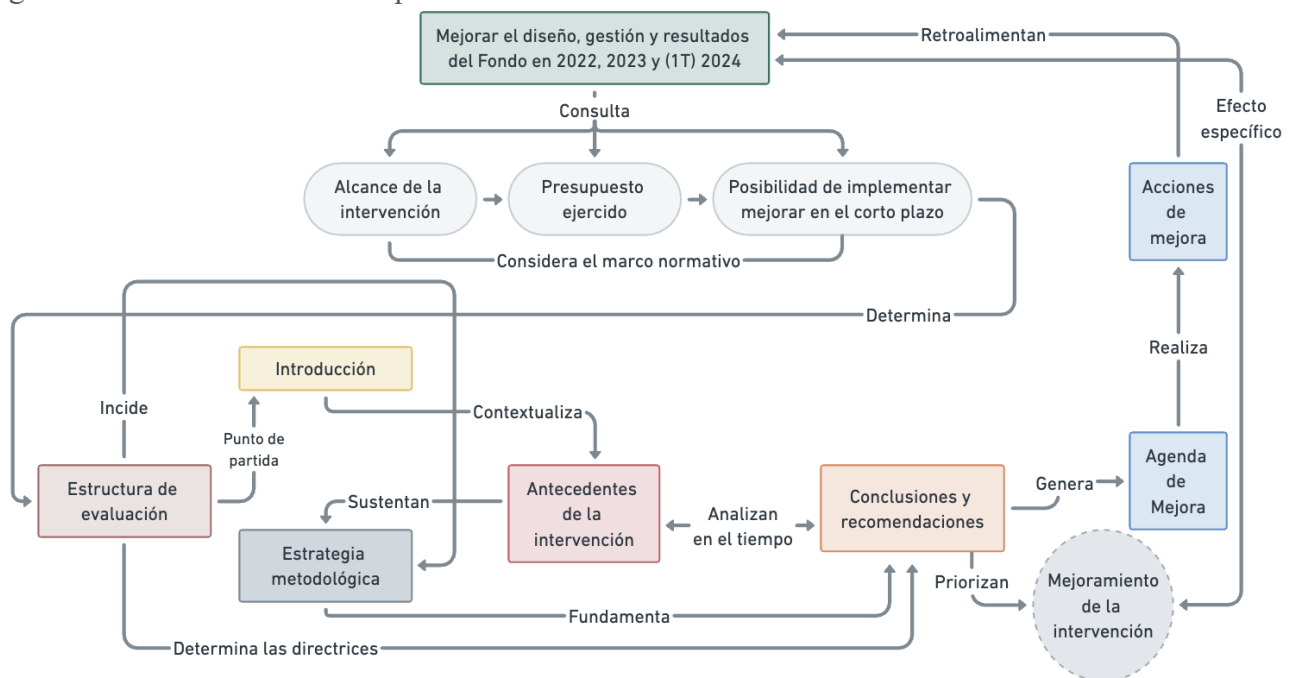 Mejorar el diseño, gestión y resultados
del Fondo en 2022, 2023 y (1T) 2024
Retroalimentan
Efecto
específico
Consulta
Alcance de la
intervención
Presupuesto
ejercido
Posibilidad de implementar
mejorar en el corto plazo
Acciones
de
mejora
Considera el marco normativo
Determina
Realiza
Introducción
Incide
Contextualiza
Punto de
partida
Estructura de
evaluación
Sustentan
Antecedentes
de la
intervención
Analizan
en el tiempo
Conclusiones y
recomendaciones
Genera
Agenda
de
Mejora
Estrategia
metodológica
Priorizan
Mejoramiento
de la
intervención
Fundamenta
Determina las directrices